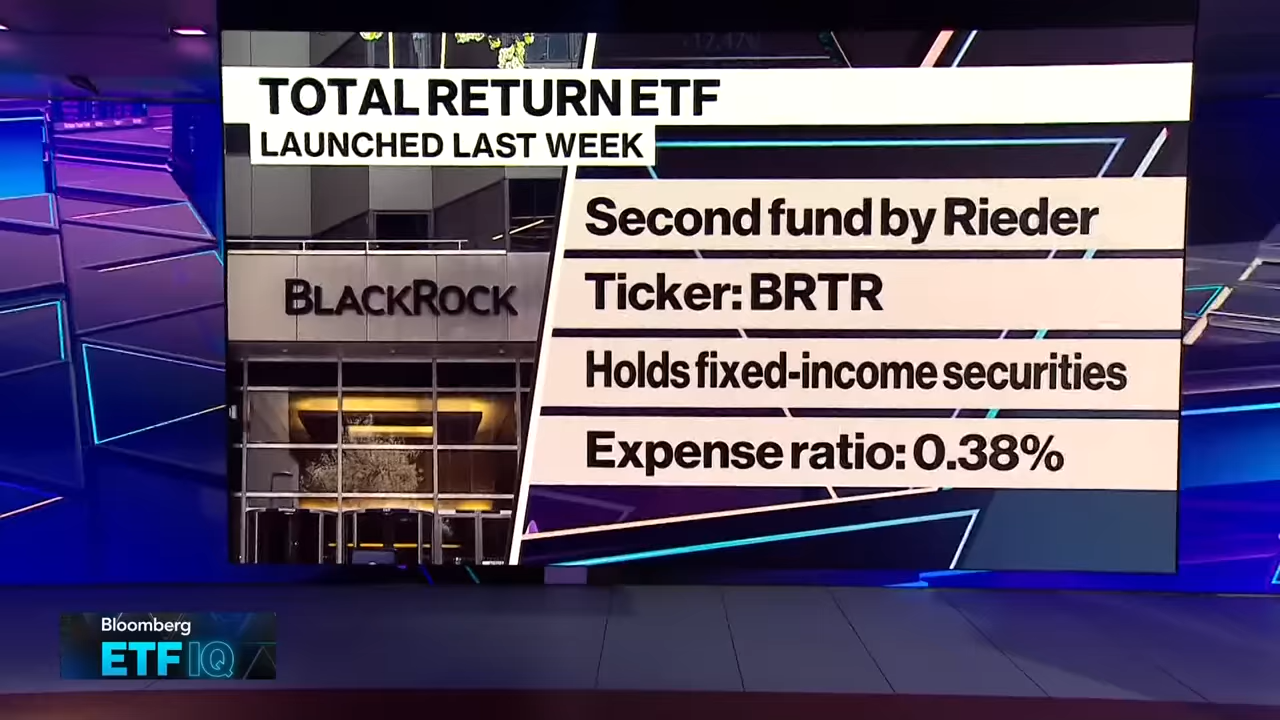 TOTAL RETURN ETF
LAUNCHED LAST WEEK
BLACKROCK
Second fund by Rieder
Ticker: BRTR
Holds fixed-income securities
Expense ratio: 0.38%
Bloomberg
ETF IQ